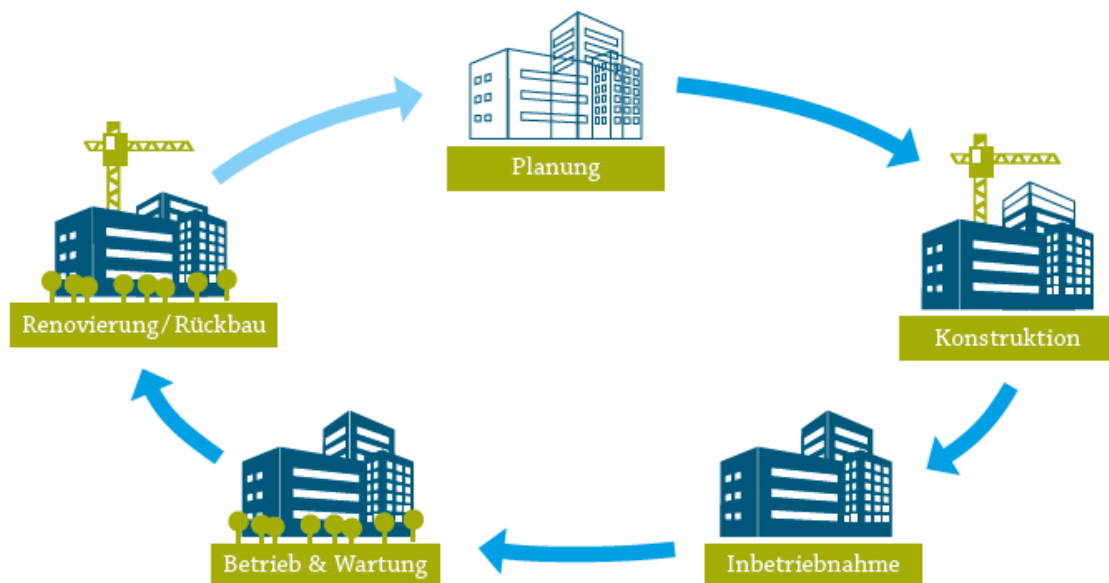 Planung
Konstruktion
Inbetriebnahme
Betrieb & Wartung
Renovierung/Rückbau